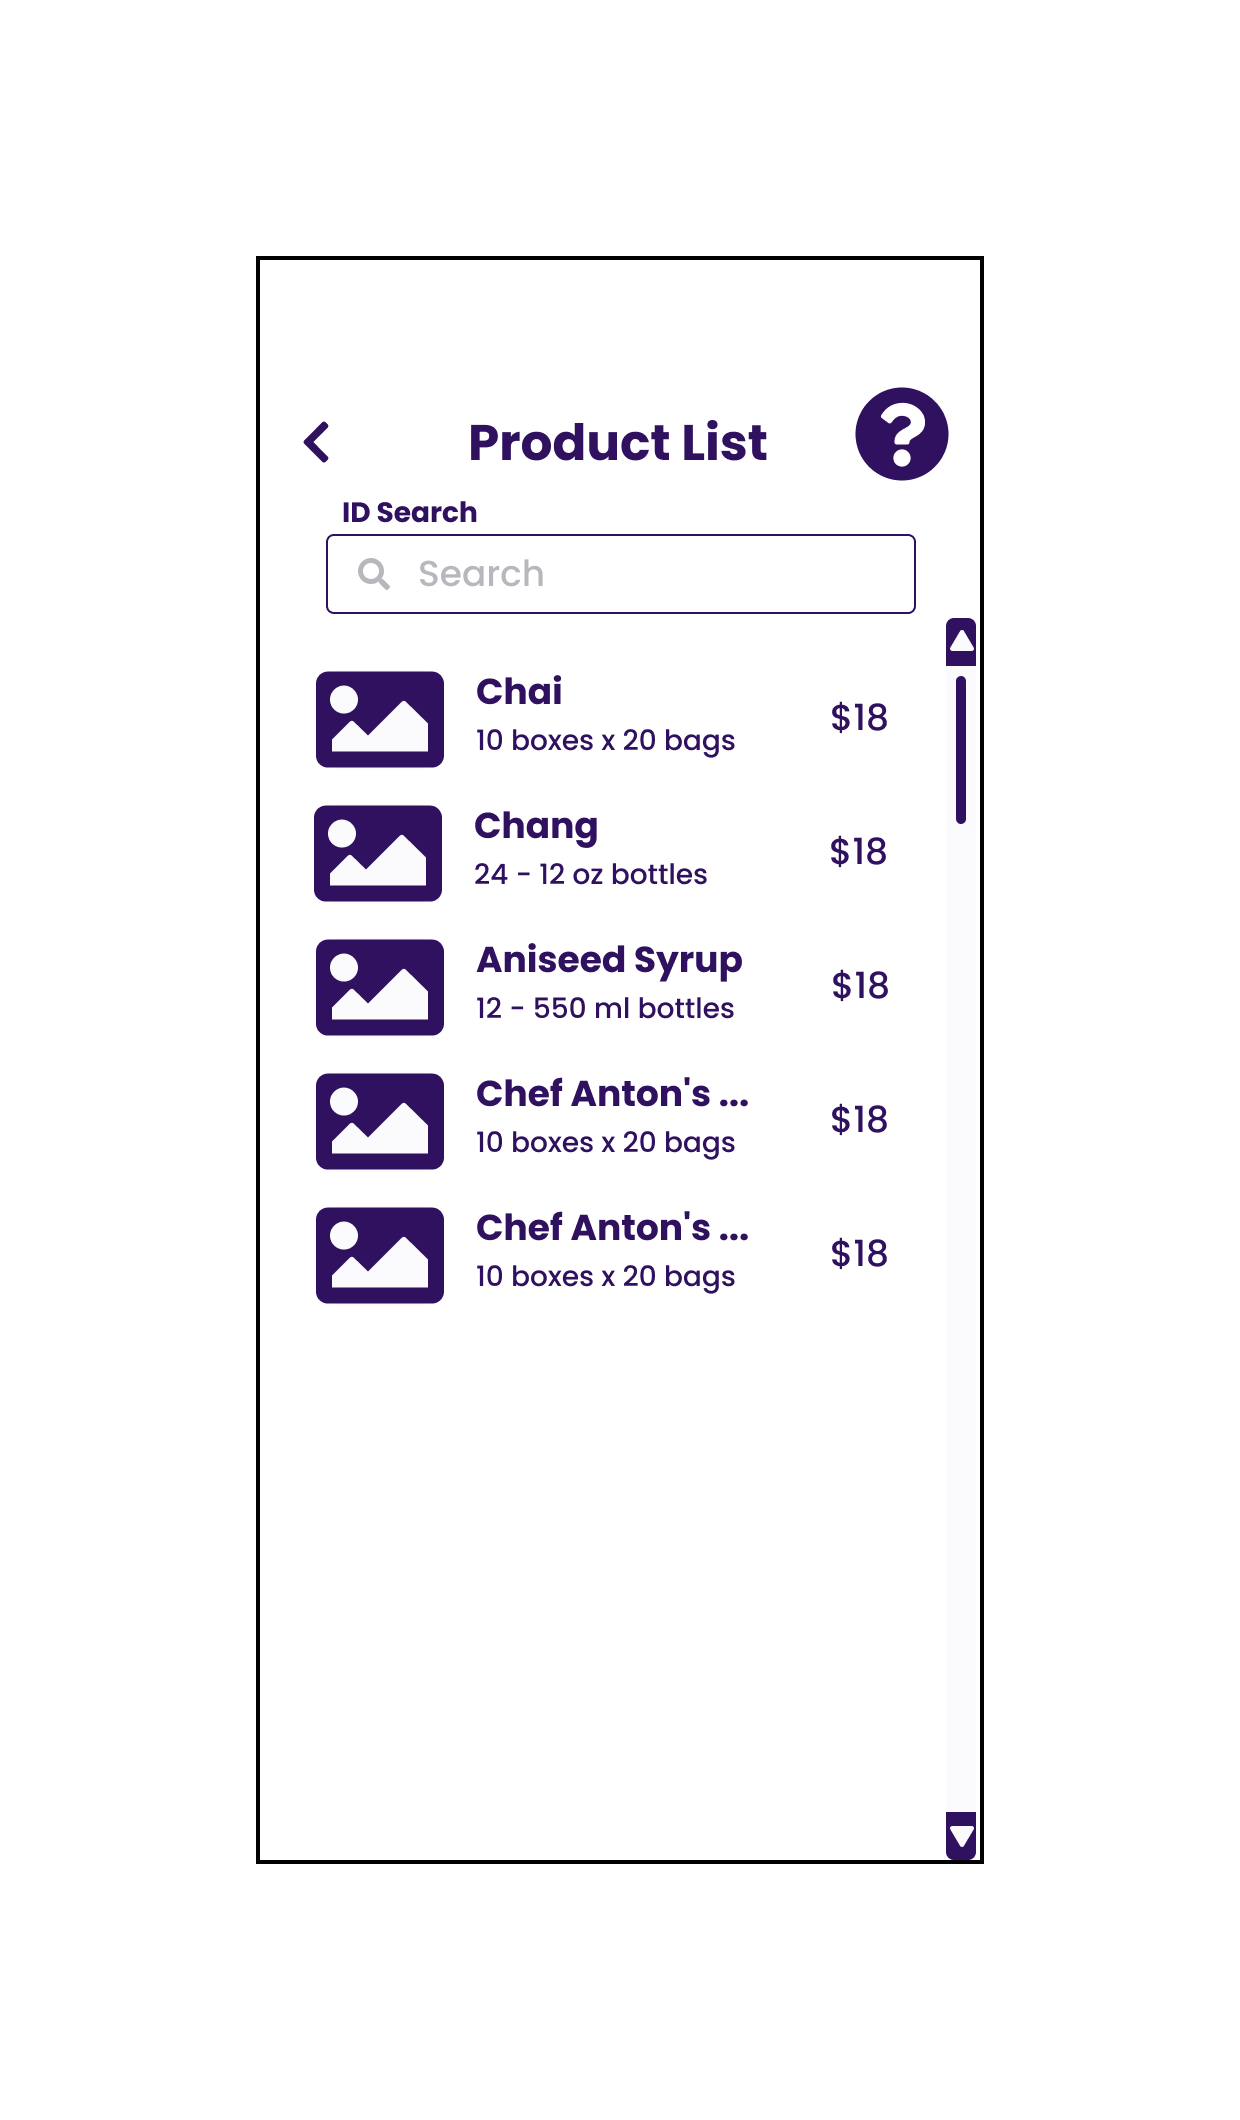 Product List
ID Search
Search
Chai
10 boxes x 20 bags
$18
Chang
24 - 12 oz bottles
$18
Aniseed Syrup
12 - 550 ml bottles
$18
Chef Anton's ...
10 boxes x 20 bags
$18
Chef Anton's ...
10 boxes x 20 bags
$18